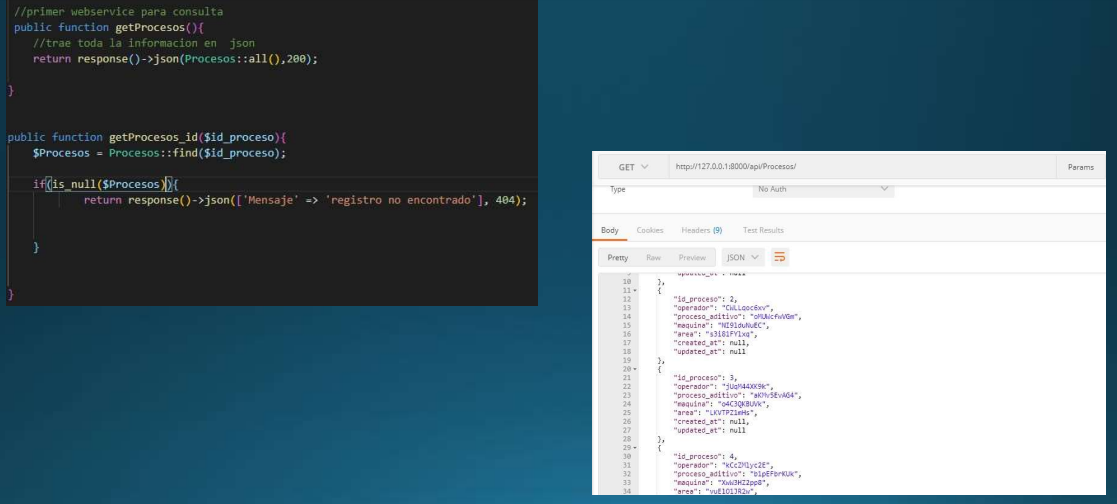 //primer webservice para consulta
public function getProcesos(){
//trae toda la informacion en json
return response()->json(Procesos::all(),200);
}
public function getProcesos_id($id_proceso){
$Procesos = Procesos::find($id_proceso);
if(is_null($Procesos)){
return response()->json(['Mensaje' => 'registro no encontrado'], 404);
}
}
GET http://127.0.0.1:8000/api/Procesos/ Params
Type No Auth
Body Cookies Headers (9) Test Results
Pretty Raw Preview JSON
9 "updated_at": null
10 },
11 {
12 "id_proceso": 2,
13 "operador": "CWLLqoc6xv",
14 "proceso_aditivo": "oMUWcfwVGm",
15 "maquina": "NI91duNuEC",
16 "area": "s3i81FYlxq",
17 "created_at": null,
18 "updated_at": null
19 },
20 {
21 "id_proceso": 3,
22 "operador": "jUqM44XK9k",
23 "proceso_aditivo": "aKMv5EvAG4",
24 "maquina": "o4C3QKBUVk",
25 "area": "LKVTPZ1mHs",
26 "created_at": null,
27 "updated_at": null
28 },
29 {
30 "id_proceso": 4,
31 "operador": "kCcZMlyc2E",
32 "proceso_aditivo": "b1pEFbrKUk",
33 "maquina": "XwW3HZ2pp8",
34 "area": "vuE1O1JR2w",